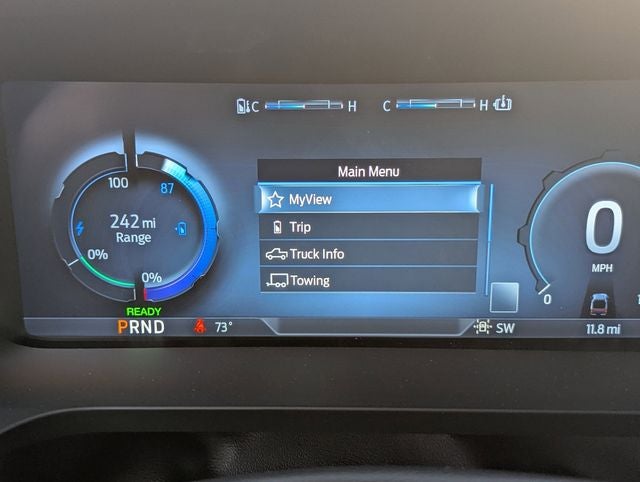 C H
C H
100
87
242 mi
Range
0%
0%
READY
PRND
73°
Main Menu
MyView
Trip
Truck Info
Towing
SW
0
MPH
0
11.8 mi